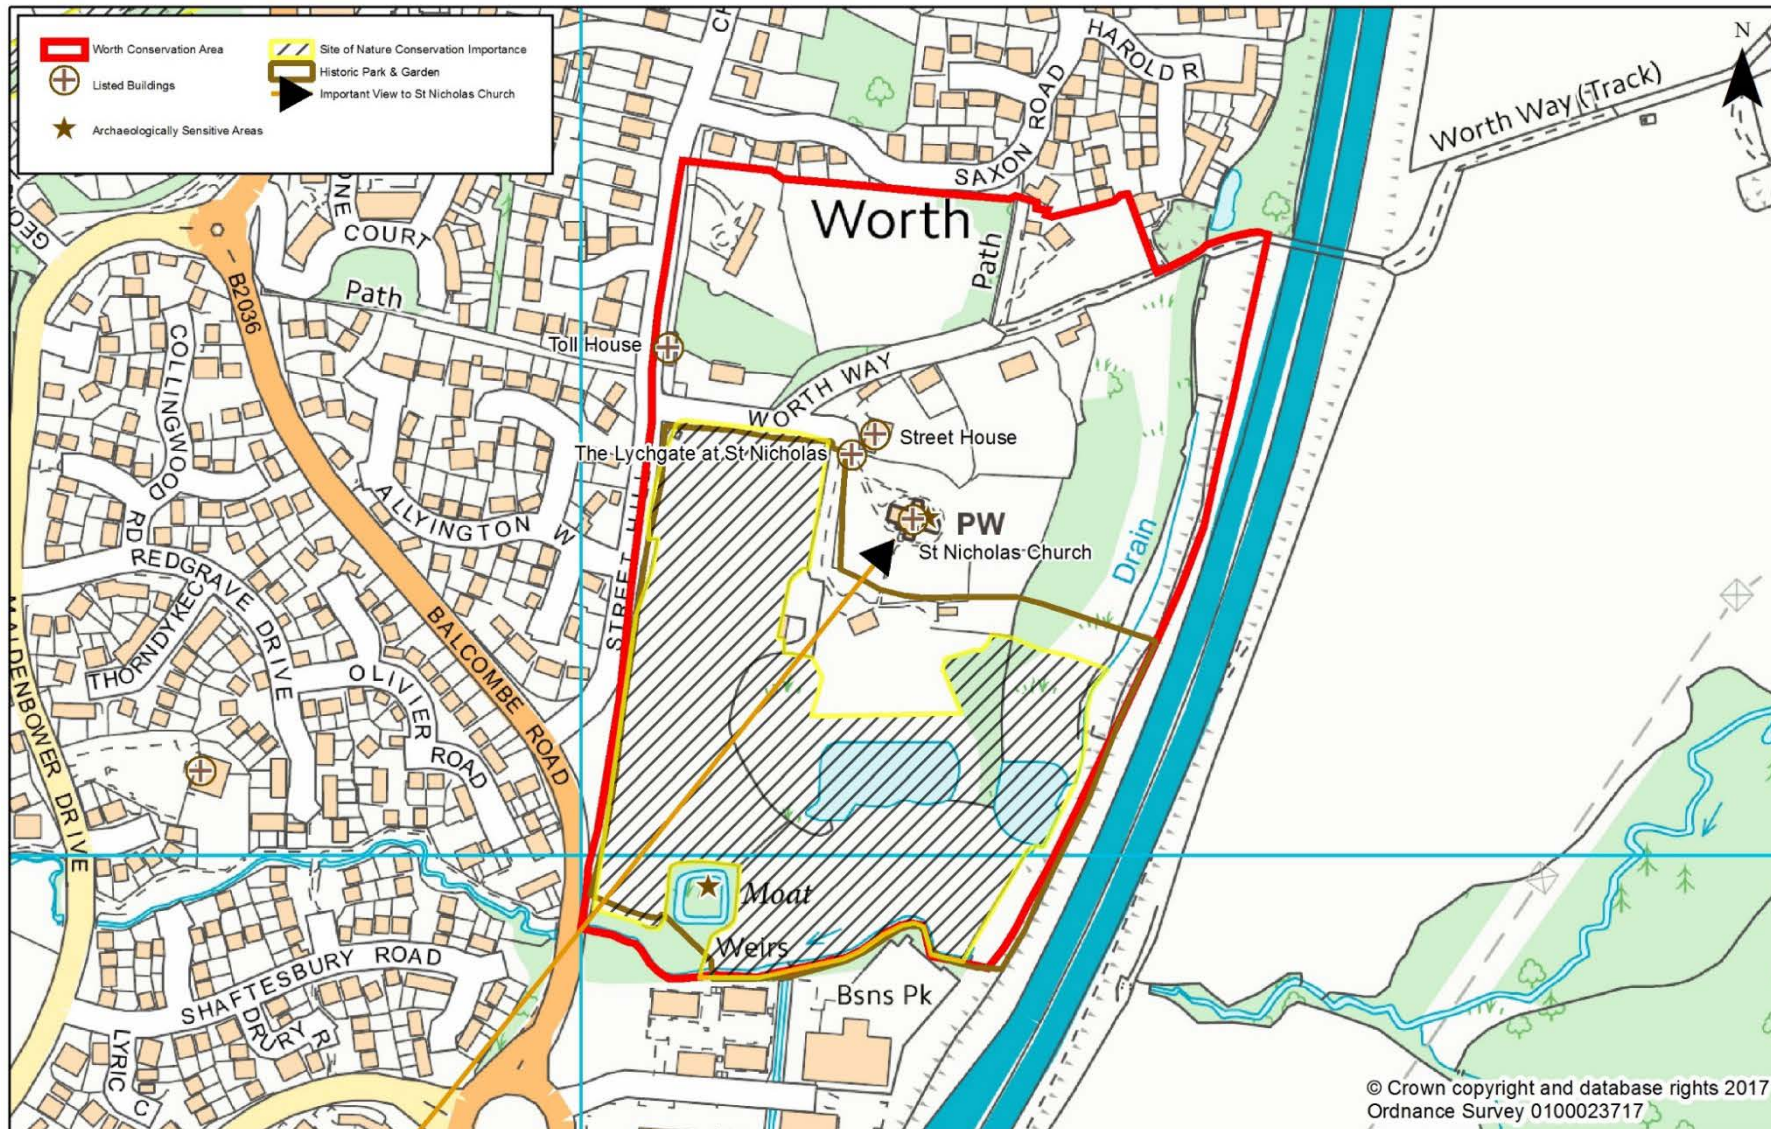 Worth Conservation Area
Site of Nature Conservation Importance
Listed Buildings
Historic Park & Garden
Important View to St Nicholas Church
Archaeologically Sensitive Areas
N
CH
HAROLD R
SAXON ROAD
Worth Way (Track)
Worth
GEO
ONE COURT
Path
Path
B2036
COLLINGWOOD RD
Toll House
WORTH WAY
Street House
The Lychgate at St Nicholas
ALLYINGTON W
STREET HILL
PW
St Nicholas Church
Drain
REDGRAVE DRIVE
THORNDYKE C
OLIVIER ROAD
BALCOMBE ROAD
MALDENBOWER DRIVE
Moat
Weirs
SHAFTESBURY ROAD
DRURY R
LYRIC C
Bsns Pk
© Crown copyright and database rights 2017
Ordnance Survey 0100023717